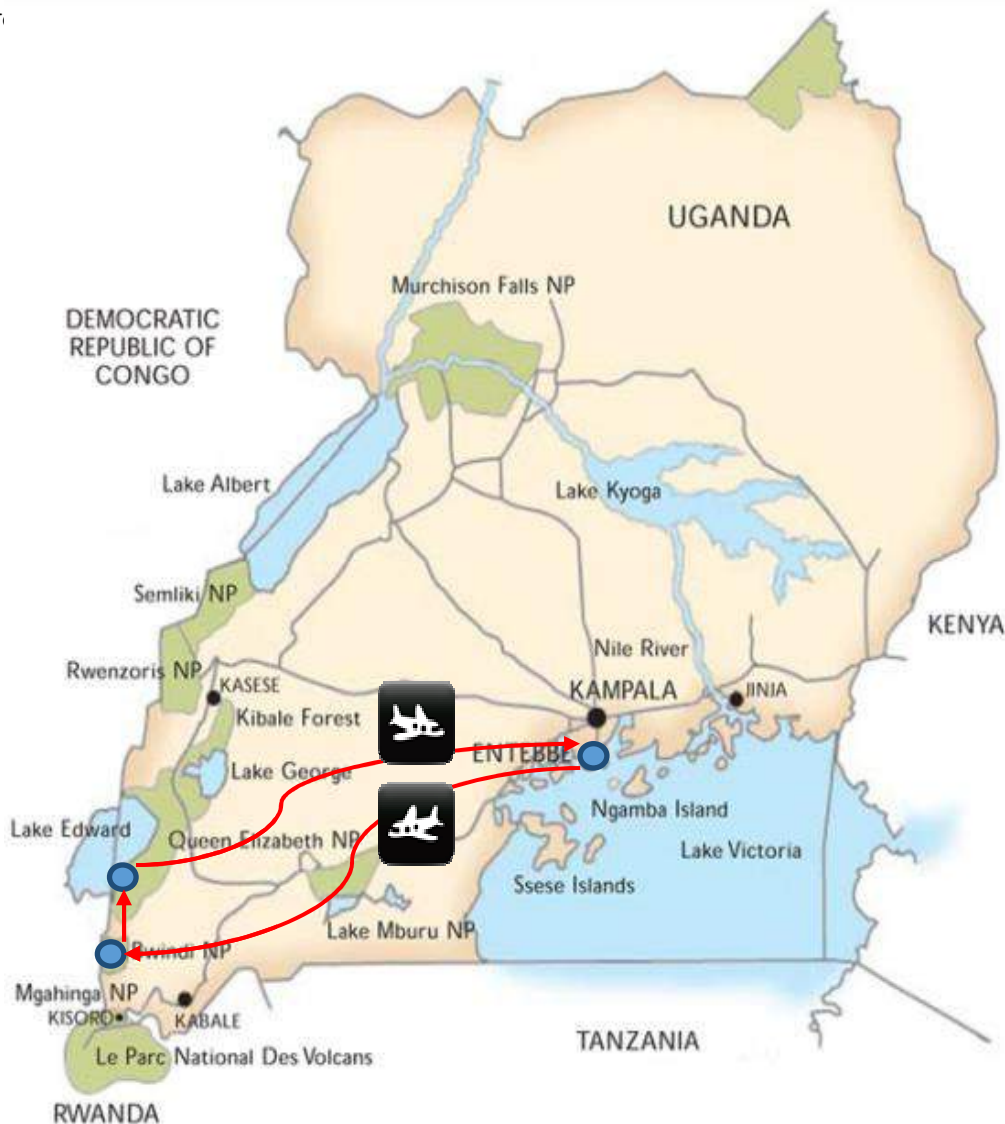 UGANDA
Murchison Falls NP
DEMOCRATIC
REPUBLIC OF
CONGO
Lake Albert
Lake Kyoga
Semliki NP
KENYA
Nile River
Rwenzoris NP
KASESE
KAMPALA
JINJA
Kibale Forest
ENTEBBE
Lake George
Ngamba Island
Lake Edward
Queen Elizabeth NP
Lake Victoria
Ssese Islands
Lake Mburu NP
Bwindi NP
Mgahinga NP
KISORO
KABALE
TANZANIA
Le Parc National Des Volcans
RWANDA